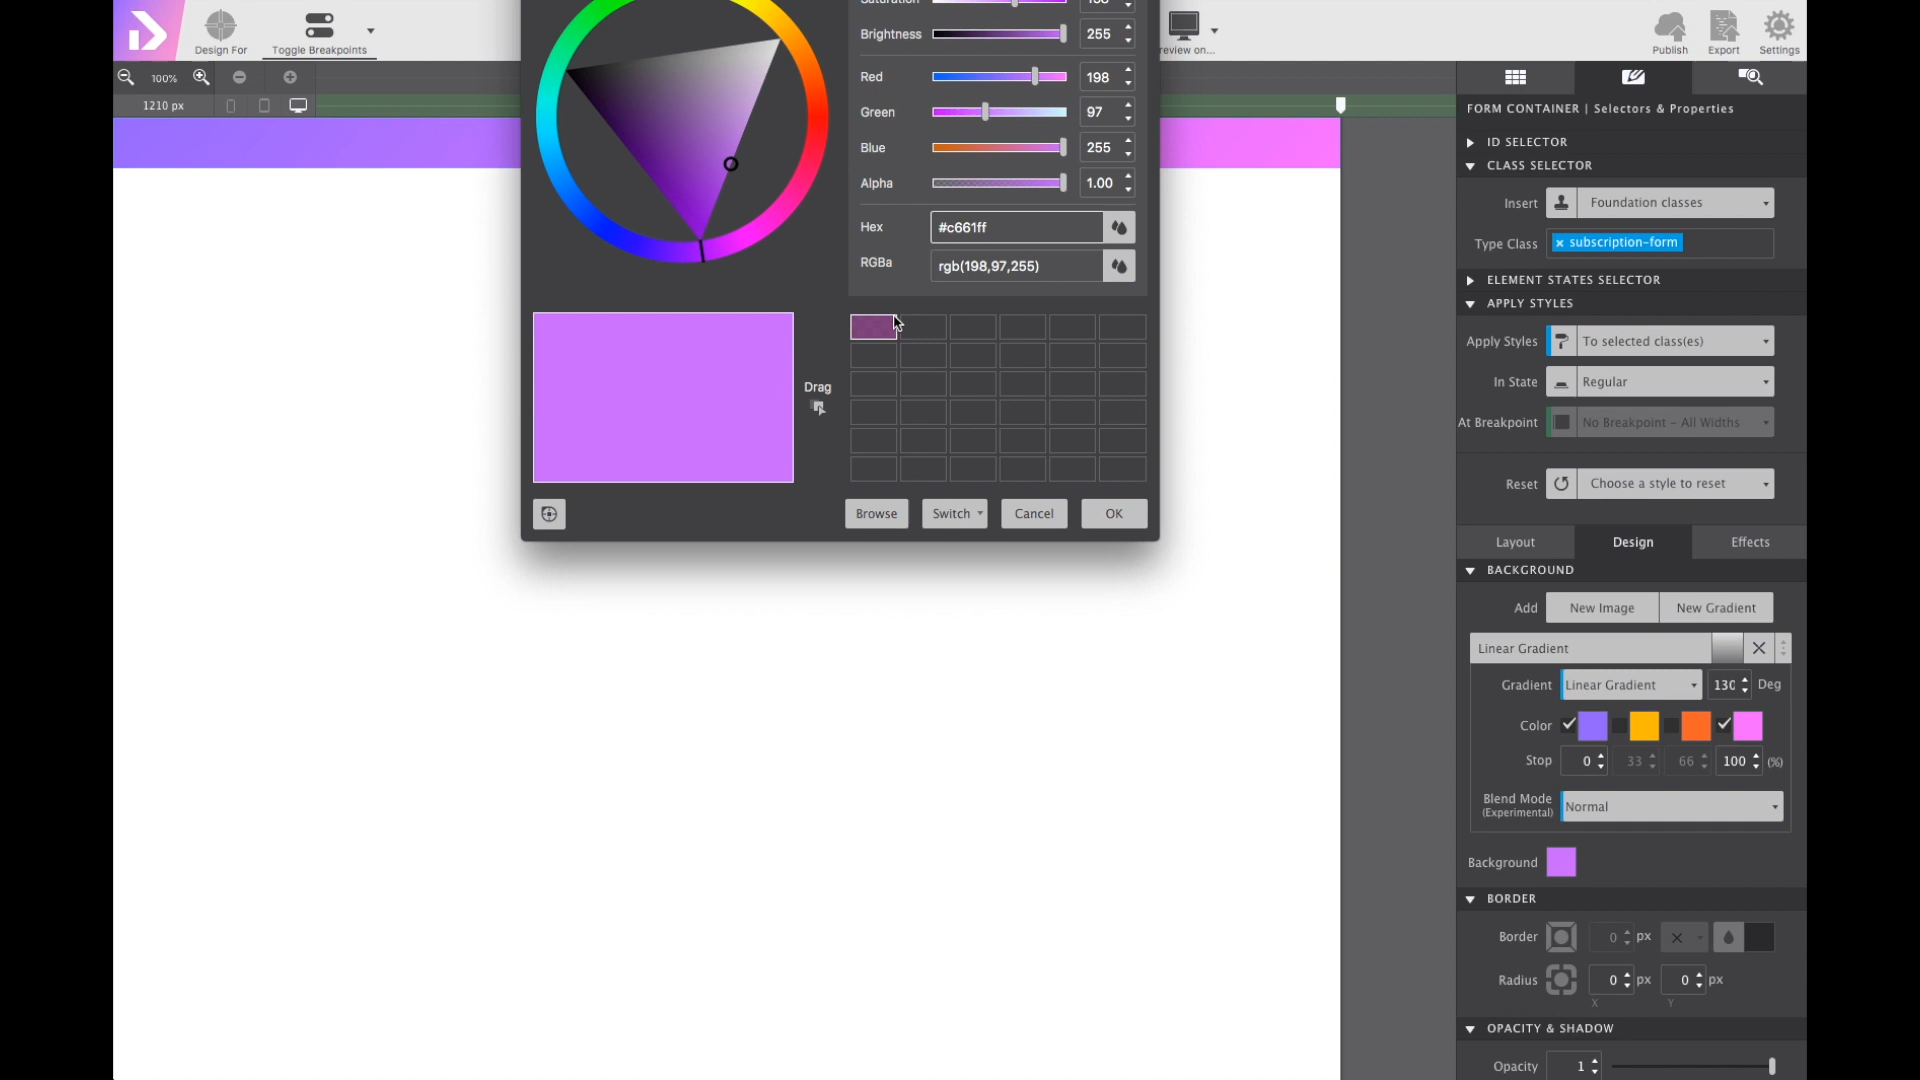 Saturation 158
Design For
Toggle Breakpoints
Brightness 255
review on...
Publish
Export
Settings
100%
Red 198
1210 px
FORM CONTAINER | Selectors & Properties
Green 97
ID SELECTOR
Blue 255
CLASS SELECTOR
Alpha 1.00
Insert Foundation classes
Hex #c661ff
Type Class × subscription-form
RGBa rgb(198,97,255)
ELEMENT STATES SELECTOR
APPLY STYLES
Apply Styles To selected class(es)
Drag
In State Regular
At Breakpoint No Breakpoint - All Widths
Reset Choose a style to reset
Browse Switch Cancel OK
Layout Design Effects
BACKGROUND
Add New Image New Gradient
Linear Gradient
Gradient Linear Gradient 130 Deg
Color
Stop 0 33 66 100 (%)
Blend Mode Normal
(Experimental)
Background
BORDER
Border 0 px
Radius 0 px 0 px
X Y
OPACITY & SHADOW
Opacity 1